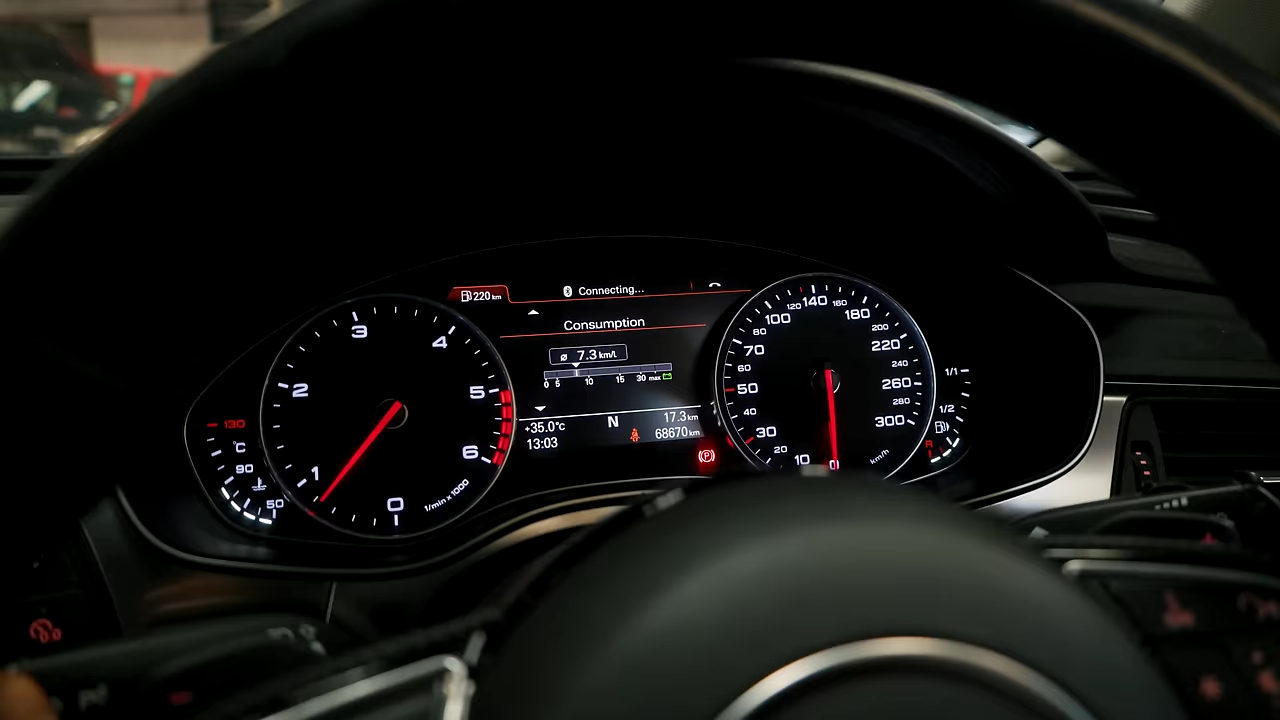 220 km
Connecting...
Consumption
ø 7.3 km/l
0 5 10 15 30 max
+35.0°C
N
17.3 km
13:03
68670 km
(P)
0
1
2
3
4
5
6
1/min x 1000
130
°C
90
50
0
10
20
30
40
50
60
70
80
100
120
140
160
180
200
220
240
260
280
300
km/h
1/1
1/2
R